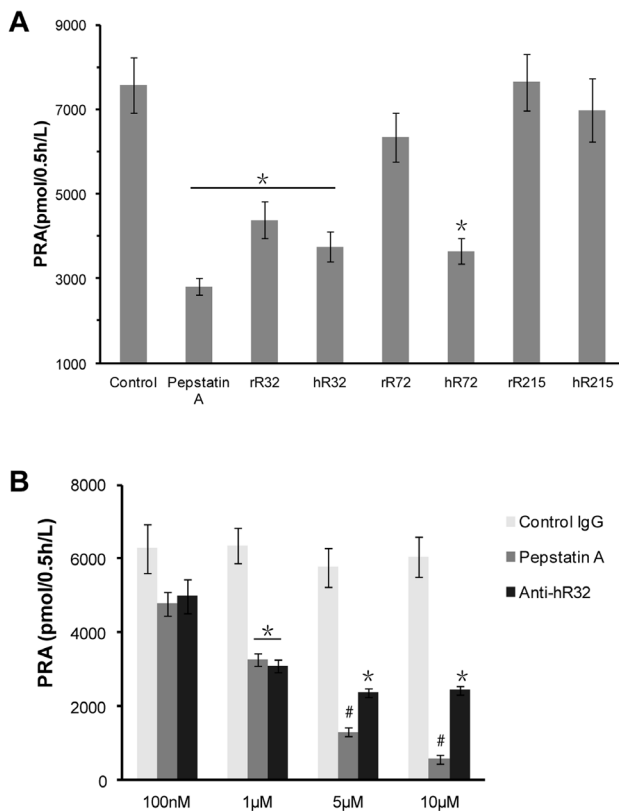 A
9000
7000
5000
3000
1000
PRA(pmol/0.5h/L)
*
*
Control
Pepstatin
A
rR32
hR32
rR72
hR72
rR215
hR215
B
8000
6000
4000
2000
0
PRA (pmol/0.5h/L)
Control IgG
Pepstatin A
Anti-hR32
*
#
*
#
*
100nM
1µM
5µM
10µM